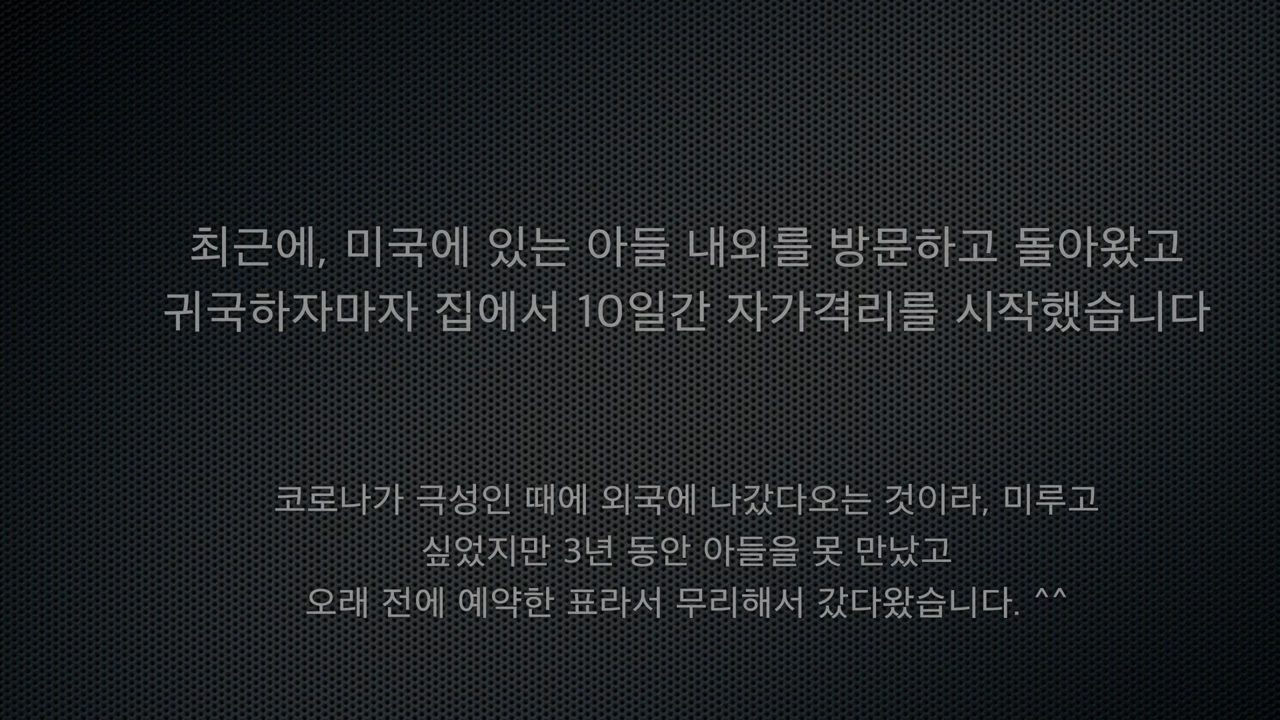 최근에, 미국에 있는 아들 내외를 방문하고 돌아왔고
귀국하자마자 집에서 10일간 자가격리를 시작했습니다
코로나가 극성인 때에 외국에 나갔다오는 것이라, 미루고
싶었지만 3년 동안 아들을 못 만났고
오래 전에 예약한 표라서 무리해서 갔다왔습니다. ^^